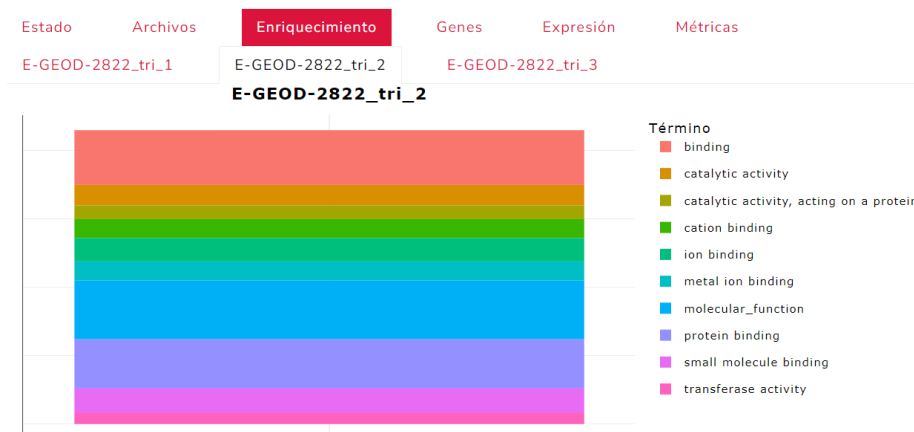 Estado Archivos Enriquecimiento Genes Expresión Métricas
E-GEOD-2822_tri_1 E-GEOD-2822_tri_2 E-GEOD-2822_tri_3
E-GEOD-2822_tri_2
Término
binding
catalytic activity
catalytic activity, acting on a protein
cation binding
ion binding
metal ion binding
molecular_function
protein binding
small molecule binding
transferase activity